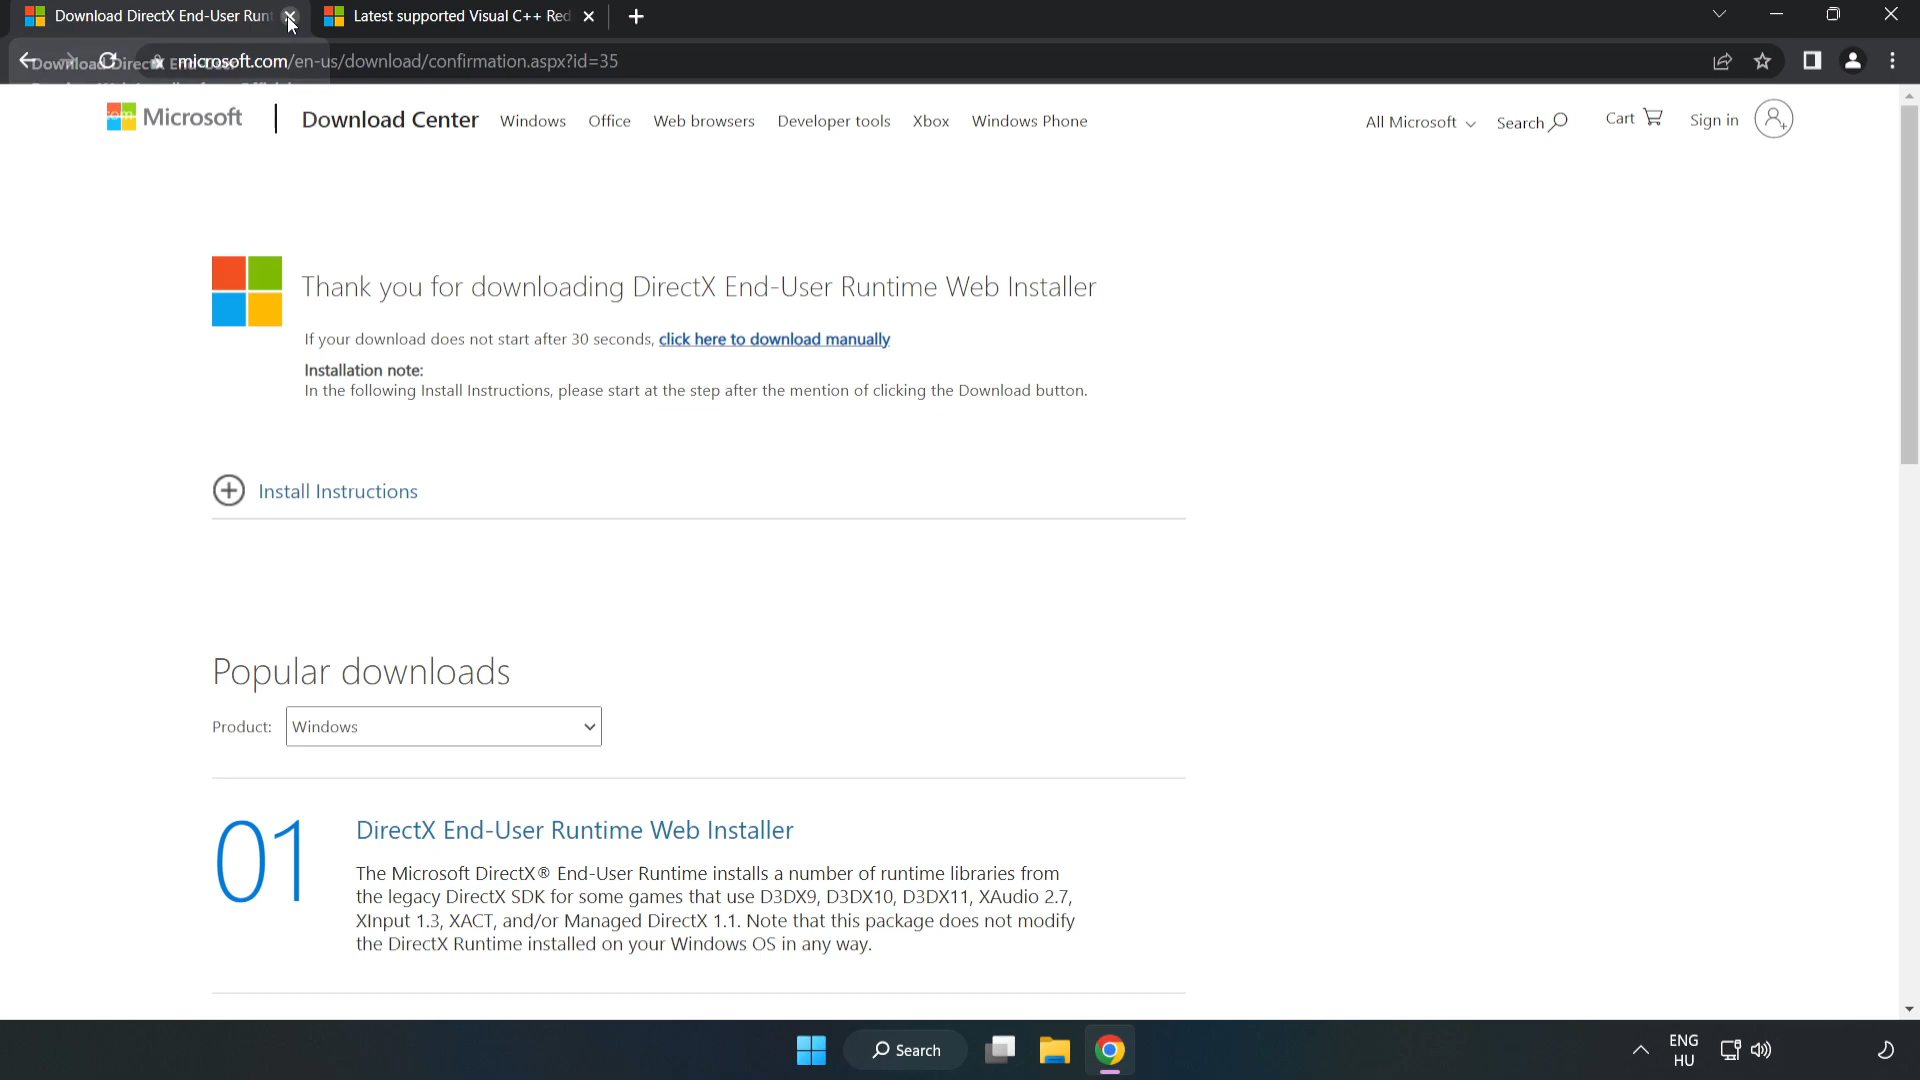 Download DirectX End-User Runt
Latest supported Visual C++ Red
microsoft.com/en-us/download/confirmation.aspx?id=35
Download DirectX End-User
Microsoft
Download Center
Windows
Office
Web browsers
Developer tools
Xbox
Windows Phone
All Microsoft
Search
Cart
Sign in
Thank you for downloading DirectX End-User Runtime Web Installer
If your download does not start after 30 seconds, click here to download manually
Installation note:
In the following Install Instructions, please start at the step after the mention of clicking the Download button.
Install Instructions
Popular downloads
Product:
Windows
01
DirectX End-User Runtime Web Installer
The Microsoft DirectX® End-User Runtime installs a number of runtime libraries from
the legacy DirectX SDK for some games that use D3DX9, D3DX10, D3DX11, XAudio 2.7,
XInput 1.3, XACT, and/or Managed DirectX 1.1. Note that this package does not modify
the DirectX Runtime installed on your Windows OS in any way.
Search
ENG
HU